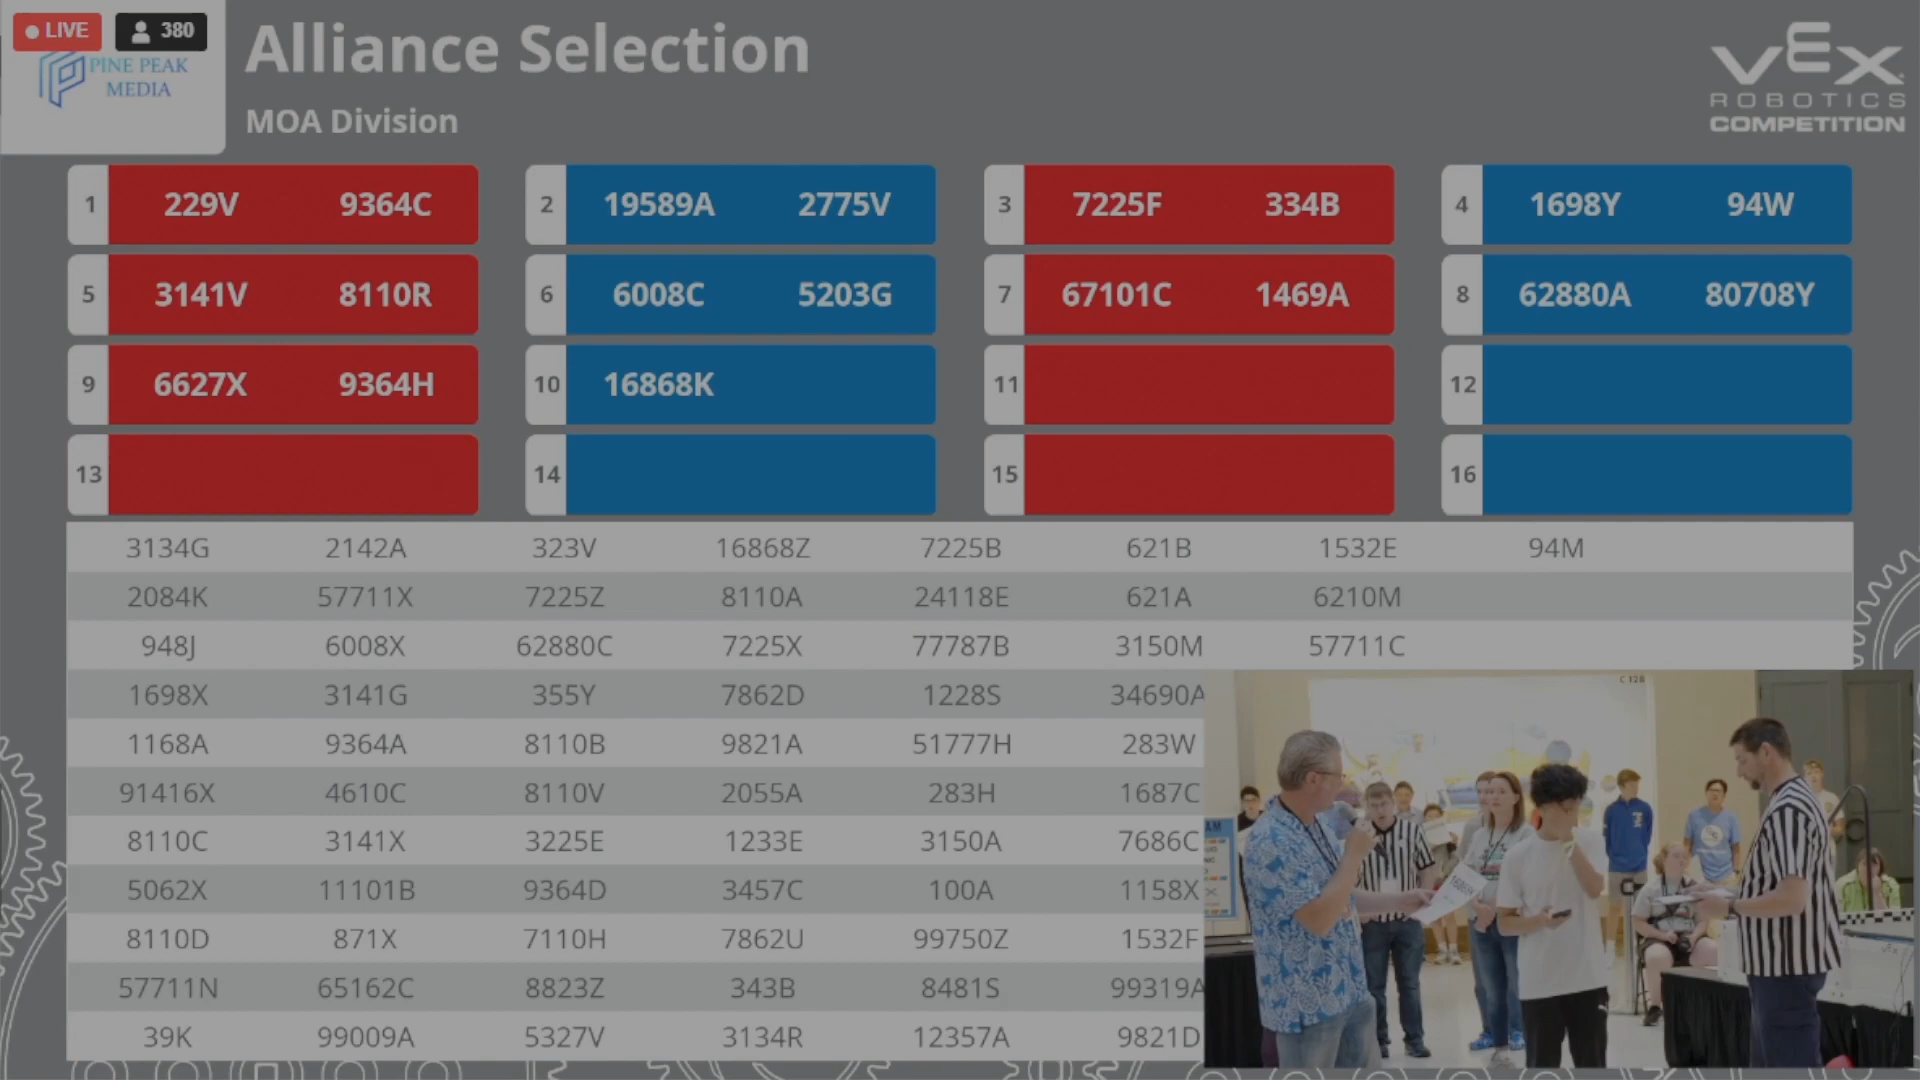 LIVE 380
PINE PEAK
MEDIA
Alliance Selection
MOA Division
VEX
ROBOTICS
COMPETITION
1 229V 9364C 2 19589A 2775V 3 7225F 334B 4 1698Y 94W
5 3141V 8110R 6 6008C 5203G 7 67101C 1469A 8 62880A 80708Y
9 6627X 9364H 10 16868K 11 12
13 14 15 16
3134G 2142A 323V 16868Z 7225B 621B 1532E 94M
2084K 57711X 7225Z 8110A 24118E 621A 6210M
948J 6008X 62880C 7225X 77787B 3150M 57711C
1698X 3141G 355Y 7862D 1228S 34690A
1168A 9364A 8110B 9821A 51777H 283W
91416X 4610C 8110V 2055A 283H 1687C
8110C 3141X 3225E 1233E 3150A 7686C
5062X 11101B 9364D 3457C 100A 1158X
8110D 871X 7110H 7862U 99750Z 1532F
57711N 65162C 8823Z 343B 8481S 99319A
39K 99009A 5327V 3134R 12357A 9821D
C 128